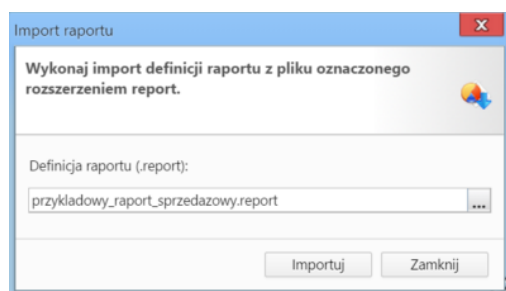 Import raportu
Wykonaj import definicji raportu z pliku oznaczonego
rozszerzeniem report.
Definicja raportu (.report):
przykladowy_raport_sprzedazowy.report
...
Importuj
Zamknij